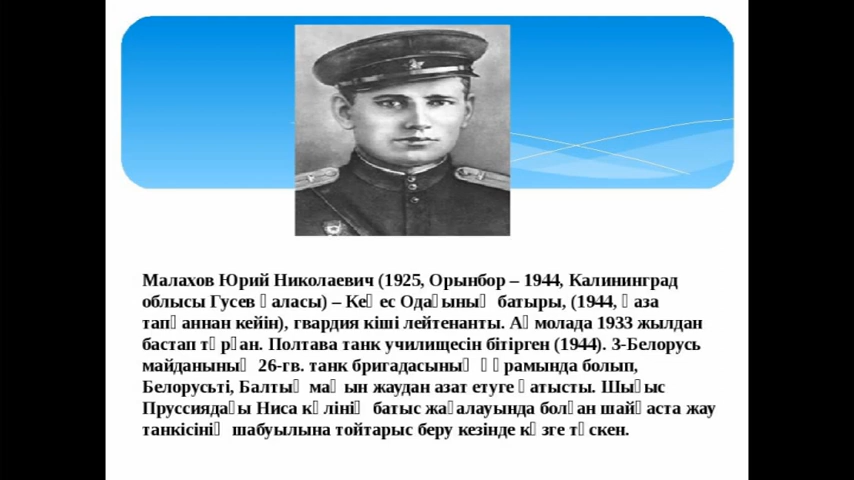 Малахов Юрий Николаевич (1925, Орынбор – 1944, Калининград
облысы Гусев �аласы) – Ке�ес Ода�ыны� батыры, (1944, �аза
тап�аннан кейін), гвардия кіші лейтенанты. А�молада 1933 жылдан
бастап т�р�ан. Полтава танк училищесін бітірген (1944). 3-Белорусь
майданыны� 26-гв. танк бригадасыны� ��рамында болып,
Белорусьті, Балты� ма�ын жаудан азат етуге �атысты. Шы�ыс
Пруссияда�ы Ниса к�ліні� батыс жа�алауында бол�ан шай�аста жау
танкісіні� шабуылына тойтарыс беру кезінде к�зге т�скен.